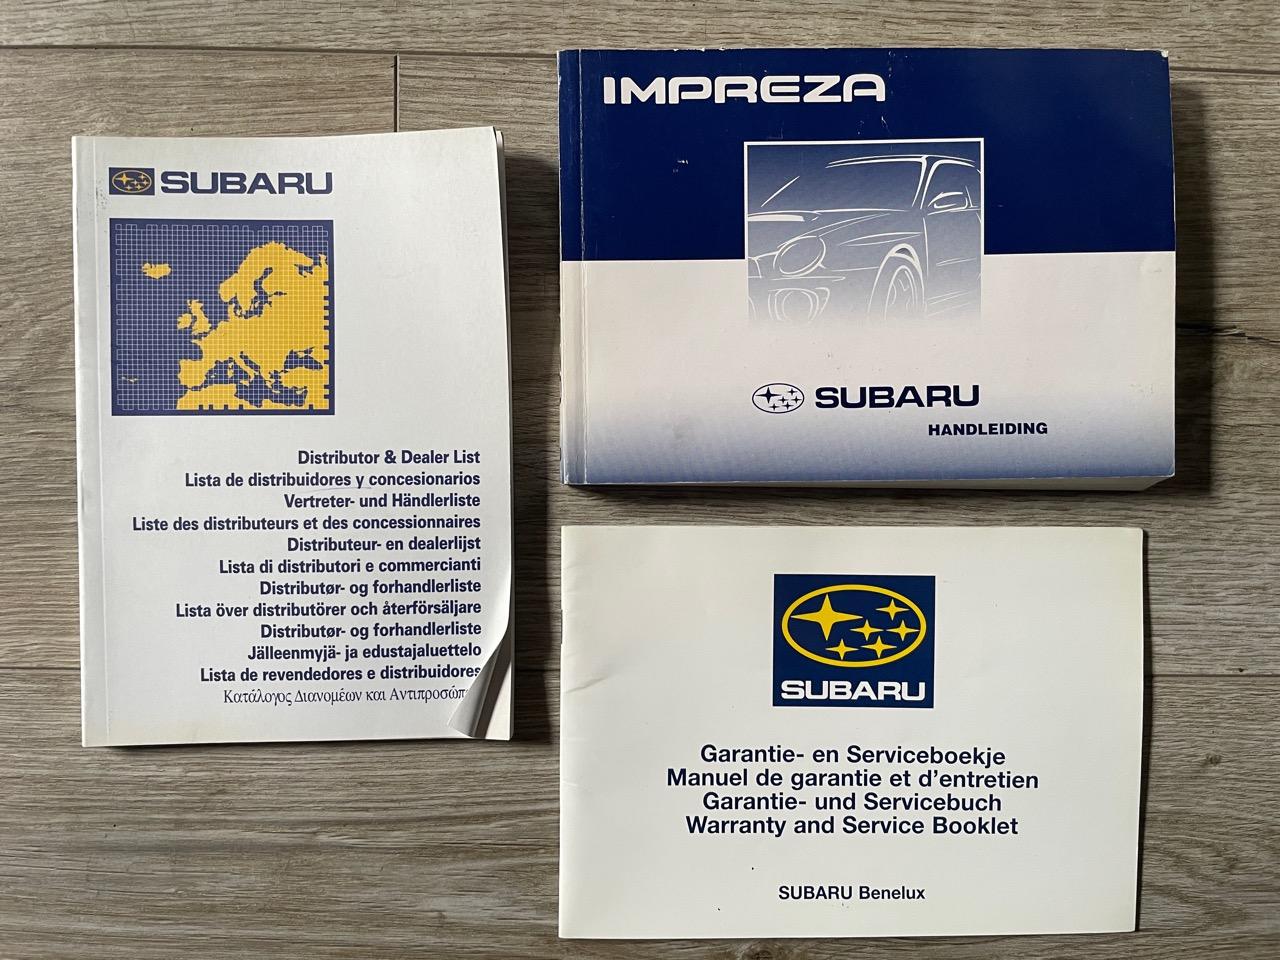 SUBARU
Distributor & Dealer List
Lista de distribuidores y concesionarios
Vertreter- und Händlerliste
Liste des distributeurs et des concessionnaires
Distributeur- en dealerlijst
Lista di distributori e commercianti
Distributør- og forhandlerliste
Lista över distributörer och återförsäljare
Distributør- og forhandlerliste
Jälleenmyjä- ja edustajaluettelo
Lista de revendedores e distribuidores
Κατάλογος Διανομέων και
IMPREZA
SUBARU
HANDLEIDING
SUBARU
Garantie- en Serviceboekje
Manuel de garantie et d'entretien
Garantie- und Servicebuch
Warranty and Service Booklet
SUBARU Benelux